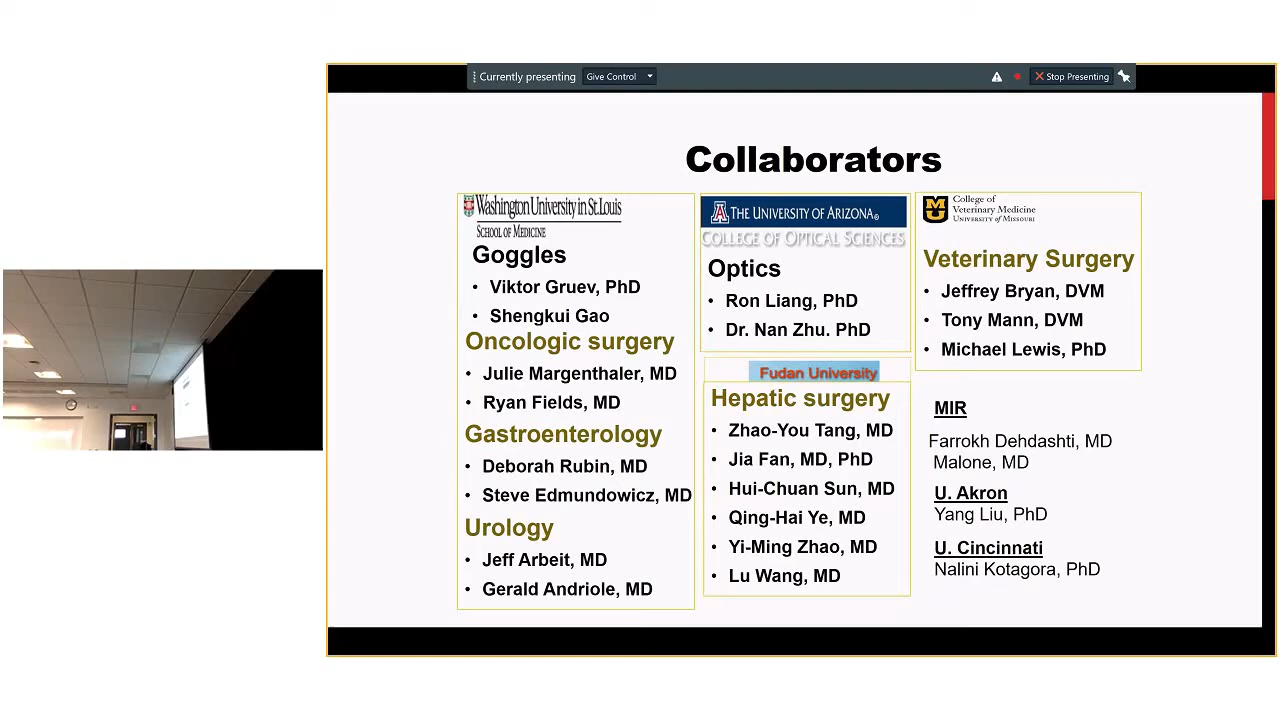 Currently presenting
Give Control
Stop Presenting
Collaborators
Washington University in St.Louis
School of Medicine
Goggles
• Viktor Gruev, PhD
• Shengkui Gao
Oncologic surgery
• Julie Margenthaler, MD
• Ryan Fields, MD
Gastroenterology
• Deborah Rubin, MD
• Steve Edmundowicz, MD
Urology
• Jeff Arbeit, MD
• Gerald Andriole, MD
THE UNIVERSITY OF ARIZONA®
COLLEGE OF OPTICAL SCIENCES
Optics
• Ron Liang, PhD
• Dr. Nan Zhu. PhD
Fudan University
Hepatic surgery
• Zhao-You Tang, MD
• Jia Fan, MD, PhD
• Hui-Chuan Sun, MD
• Qing-Hai Ye, MD
• Yi-Ming Zhao, MD
• Lu Wang, MD
MU
College of
Veterinary Medicine
University of Missouri
Veterinary Surgery
• Jeffrey Bryan, DVM
• Tony Mann, DVM
• Michael Lewis, PhD
MIR
Farrokh Dehdashti, MD
Malone, MD
U. Akron
Yang Liu, PhD
U. Cincinnati
Nalini Kotagora, PhD